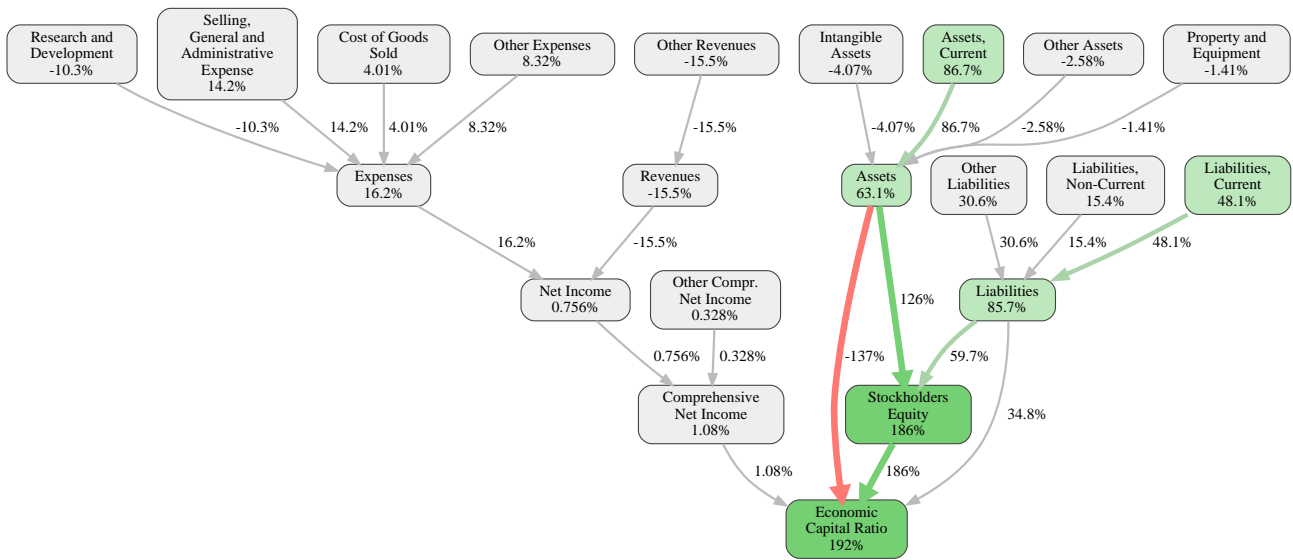 Research and
Development
-10.3%
Selling,
General and
Administrative
Expense
14.2%
Cost of Goods
Sold
4.01%
Other Expenses
8.32%
Other Revenues
-15.5%
Intangible
Assets
-4.07%
Assets,
Current
86.7%
Other Assets
-2.58%
Property and
Equipment
-1.41%
-10.3%
14.2%
4.01%
8.32%
-15.5%
-4.07%
86.7%
-2.58%
-1.41%
Expenses
16.2%
Revenues
-15.5%
Assets
63.1%
Other
Liabilities
30.6%
Liabilities,
Non-Current
15.4%
Liabilities,
Current
48.1%
16.2%
-15.5%
30.6%
15.4%
48.1%
Net Income
0.756%
Other Compr.
Net Income
0.328%
126%
Liabilities
85.7%
0.756%
0.328%
-137%
59.7%
Comprehensive
Net Income
1.08%
Stockholders
Equity
186%
34.8%
1.08%
186%
Economic
Capital Ratio
192%